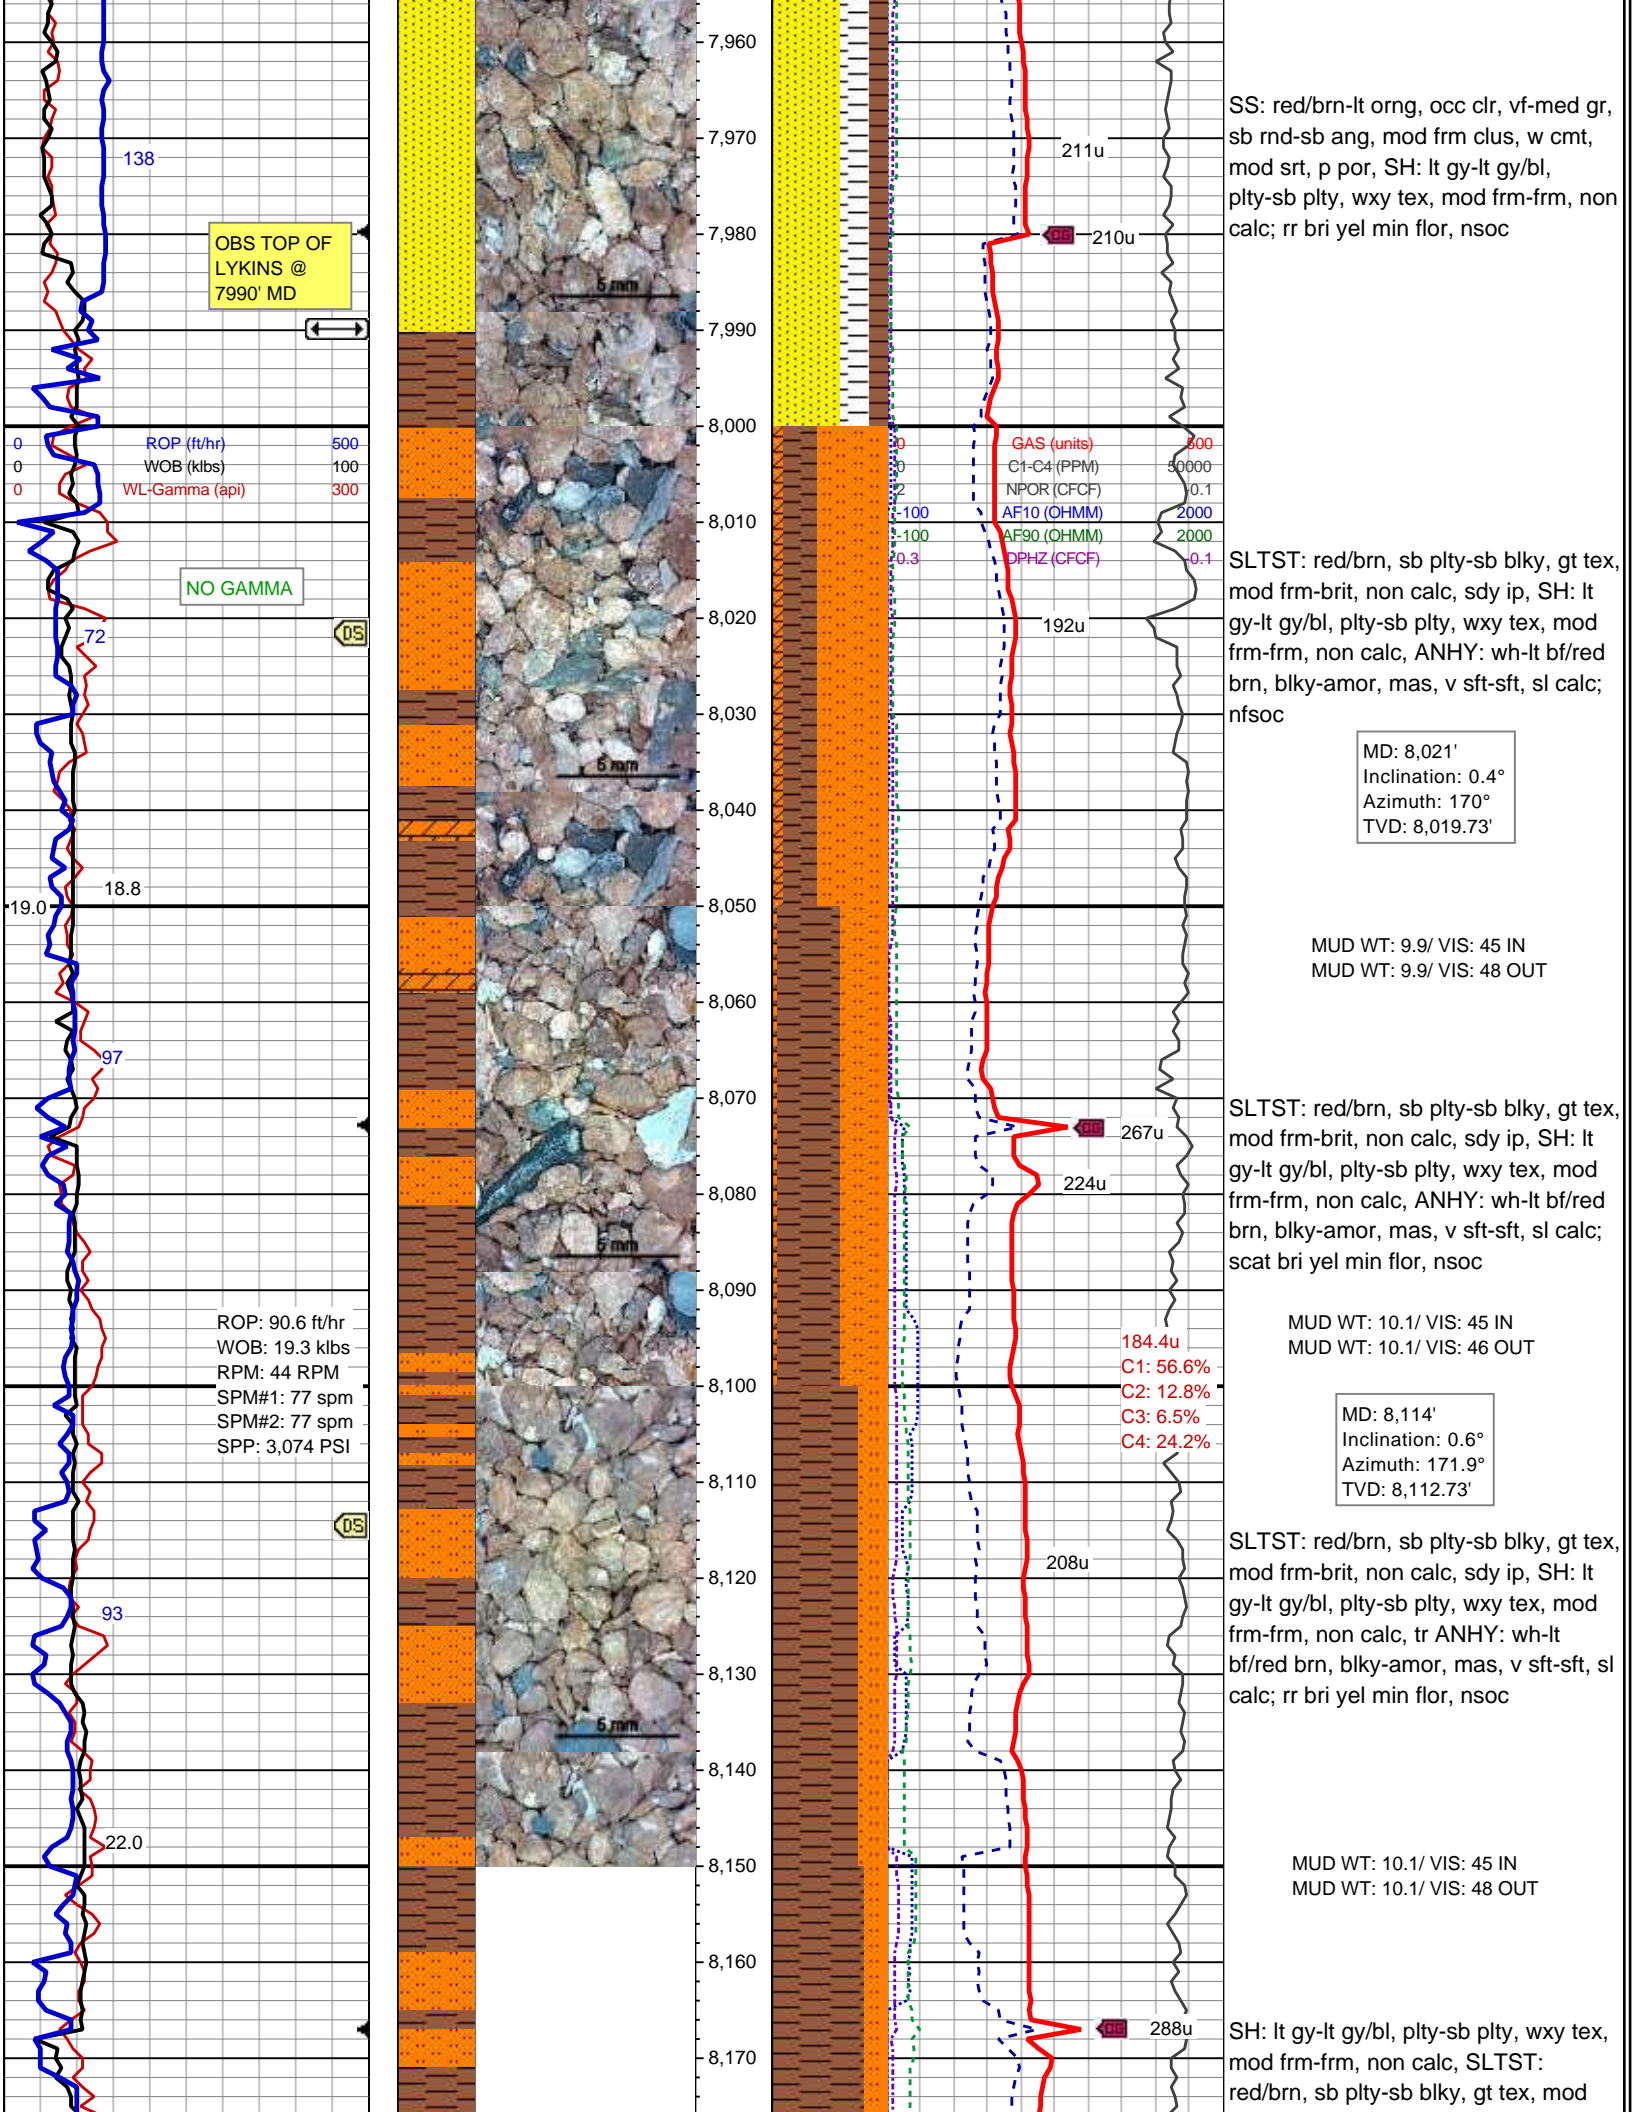 7,960
SS: red/brn-lt orng, occ clr, vf-med gr,
sb rnd-sb ang, mod frm clus, w cmt,
mod srt, p por, SH: lt gy-lt gy/bl,
plty-sb plty, wxy tex, mod frm-frm, non
calc; rr bri yel min flor, nsoc
7,970
138
211u
OBS TOP OF
LYKINS @
7990' MD
7,980
CG
210u
5 mm
7,990
8,000
0 ROP (ft/hr) 500
0 WOB (klbs) 100
0 WL-Gamma (api) 300
0 GAS (units) 500
0 C1-C4 (PPM) 50000
2 NPOR (CFCF) -0.1
-100 AF10 (OHMM) 2000
-100 AF90 (OHMM) 2000
0.3 DPHZ (CFCF) -0.1
8,010
SLTST: red/brn, sb plty-sb blky, gt tex,
mod frm-brit, non calc, sdy ip, SH: lt
gy-lt gy/bl, plty-sb plty, wxy tex, mod
frm-frm, non calc, ANHY: wh-lt bf/red
brn, blky-amor, mas, v sft-sft, sl calc;
nfsoc
NO GAMMA
8,020
192u
72
DS
8,030
MD: 8,021'
Inclination: 0.4°
Azimuth: 170°
TVD: 8,019.73'
5 mm
8,040
18.8
19.0
8,050
MUD WT: 9.9/ VIS: 45 IN
MUD WT: 9.9/ VIS: 48 OUT
8,060
97
8,070
SLTST: red/brn, sb plty-sb blky, gt tex,
mod frm-brit, non calc, sdy ip, SH: lt
gy-lt gy/bl, plty-sb plty, wxy tex, mod
frm-frm, non calc, ANHY: wh-lt bf/red
brn, blky-amor, mas, v sft-sft, sl calc;
scat bri yel min flor, nsoc
CG
267u
224u
8,080
5 mm
8,090
MUD WT: 10.1/ VIS: 45 IN
MUD WT: 10.1/ VIS: 46 OUT
ROP: 90.6 ft/hr
WOB: 19.3 klbs
RPM: 44 RPM
SPM#1: 77 spm
SPM#2: 77 spm
SPP: 3,074 PSI
184.4u
C1: 56.6%
C2: 12.8%
C3: 6.5%
C4: 24.2%
8,100
MD: 8,114'
Inclination: 0.6°
Azimuth: 171.9°
TVD: 8,112.73'
8,110
DS
SLTST: red/brn, sb plty-sb blky, gt tex,
mod frm-brit, non calc, sdy ip, SH: lt
gy-lt gy/bl, plty-sb plty, wxy tex, mod
frm-frm, non calc, tr ANHY: wh-lt
bf/red brn, blky-amor, mas, v sft-sft, sl
calc; rr bri yel min flor, nsoc
208u
8,120
93
8,130
5 mm
8,140
22.0
8,150
MUD WT: 10.1/ VIS: 45 IN
MUD WT: 10.1/ VIS: 48 OUT
8,160
CG
288u
SH: lt gy-lt gy/bl, plty-sb plty, wxy tex,
mod frm-frm, non calc, SLTST:
red/brn, sb plty-sb blky, gt tex, mod
8,170